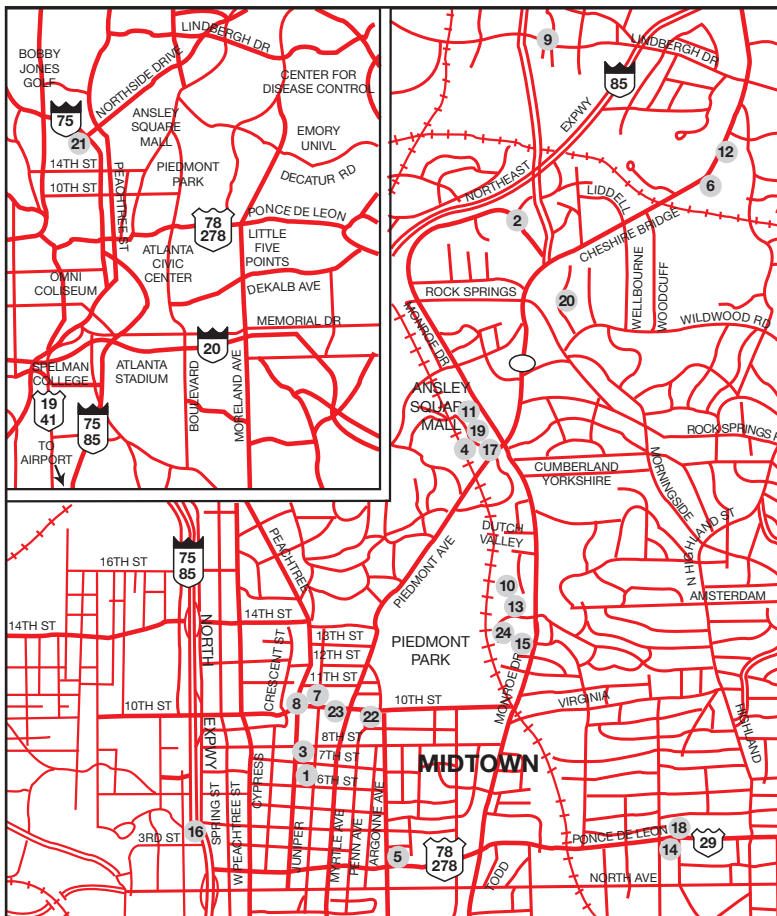 LINDBERGH DR
BOBBY
JONES
GOLF
NORTHSIDE DRIVE
CENTER FOR
DISEASE CONTROL
75
21
ANSLEY
SQUARE
MALL
EMORY
UNIVL
14TH ST
10TH ST
PEACHTREE ST
PIEDMONT
PARK
DECATUR RD
PONCE DE LEON
78
278
ATLANTA
CIVIC
CENTER
LITTLE
FIVE
POINTS
OMNI
COLISEUM
DEKALB AVE
MEMORIAL DR
20
SPELMAN
COLLEGE
ATLANTA
STADIUM
BOULEVARD
MORELAND AVE
19
41
75
85
TO
AIRPORT
9
LINDBERGH DR
85
EXPWY
NORTHEAST
12
6
LIDDELL
2
CHESHIRE BRIDGE
WELLBOURNE
WOODCUFF
ROCK SPRINGS
20
WILDWOOD RD
MONROE DR
ANSLEY
SQUARE
MALL
11
19
4
17
ROCK SPRINGS R
CUMBERLAND
YORKSHIRE
MORNINGSIDE
N HIGHLAND ST
DUTCH
VALLEY
PEACHTREE
PIEDMONT AVE
75
85
16TH ST
10
13
AMSTERDAM
14TH ST
14TH ST
NORTH
EXPWY
13TH ST
12TH ST
11TH ST
CRESCENT ST
PIEDMONT
PARK
24
15
MONROE DR
7
8
23
22
10TH ST
10TH ST
VIRGINIA
HIGHLAND
8TH ST
7TH ST
6TH ST
3
1
MIDTOWN
CYPRESS
SPRING ST
W PEACHTREE ST
JUNIPER
MYRTLE AVE
PENN AVE
ARGONNE AVE
16
3RD ST
5
78
278
TODD
PONCE DE LEON
18
14
29
NORTH AVE